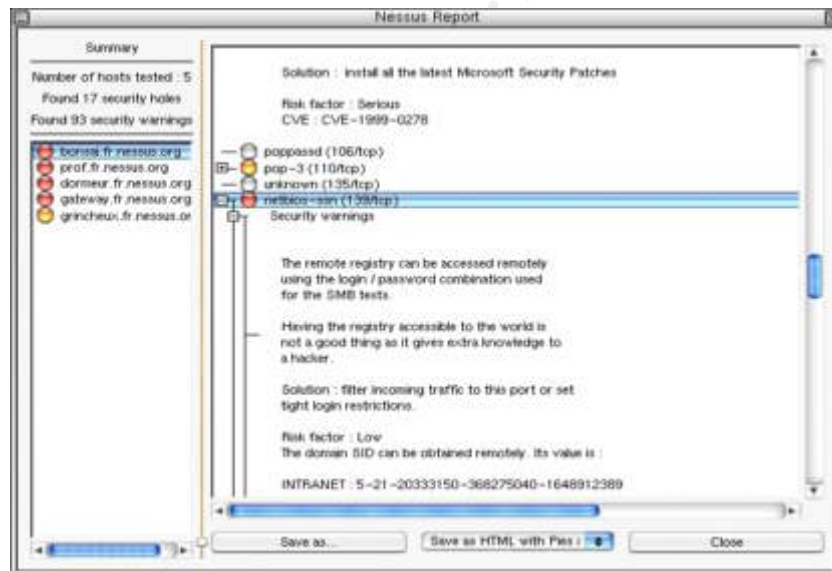 Nessus Report
Summary
Number of hosts tested : 5
Found 17 security holes
Found 93 security warnings
bonsai.fr.nessus.org
prof.fr.nessus.org
dormeur.fr.nessus.org
gateway.fr.nessus.org
grincheux.fr.nessus.or
Solution : install all the latest Microsoft Security Patches
Risk factor : Serious
CVE : CVE-1999-0278
poppassd (106/tcp)
pop-3 (110/tcp)
unknown (135/tcp)
netbios-ssn (139/tcp)
Security warnings
The remote registry can be accessed remotely
using the login / password combination used
for the SMB tests.
Having the registry accessible to the world is
not a good thing as it gives extra knowledge to
a hacker.
Solution : filter incoming traffic to this port or set
tight login restrictions.
Risk factor : Low
The domain SID can be obtained remotely. Its value is :
INTRANET : 5-21-20333150-368275040-1648912389
Save as...
Save as HTML with Pies
Close